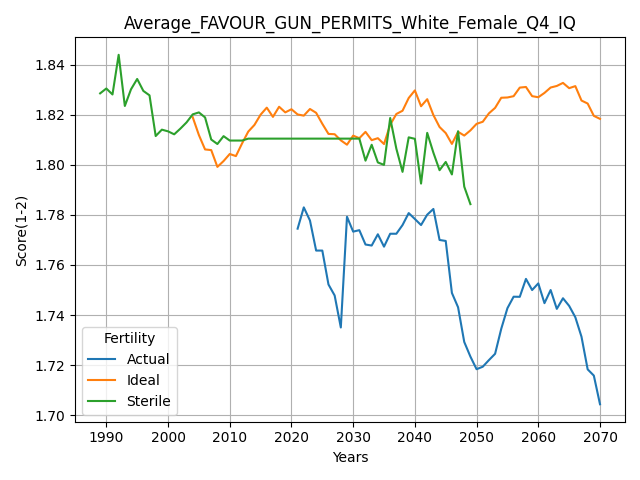 Average_FAVOUR_GUN_PERMITS_White_Female_Q4_IQ
Score(1-2)
1.84
1.82
1.80
1.78
1.76
1.74
1.72
1.70
Fertility
Actual
Ideal
Sterile
1990 2000 2010 2020 2030 2040 2050 2060 2070
Years